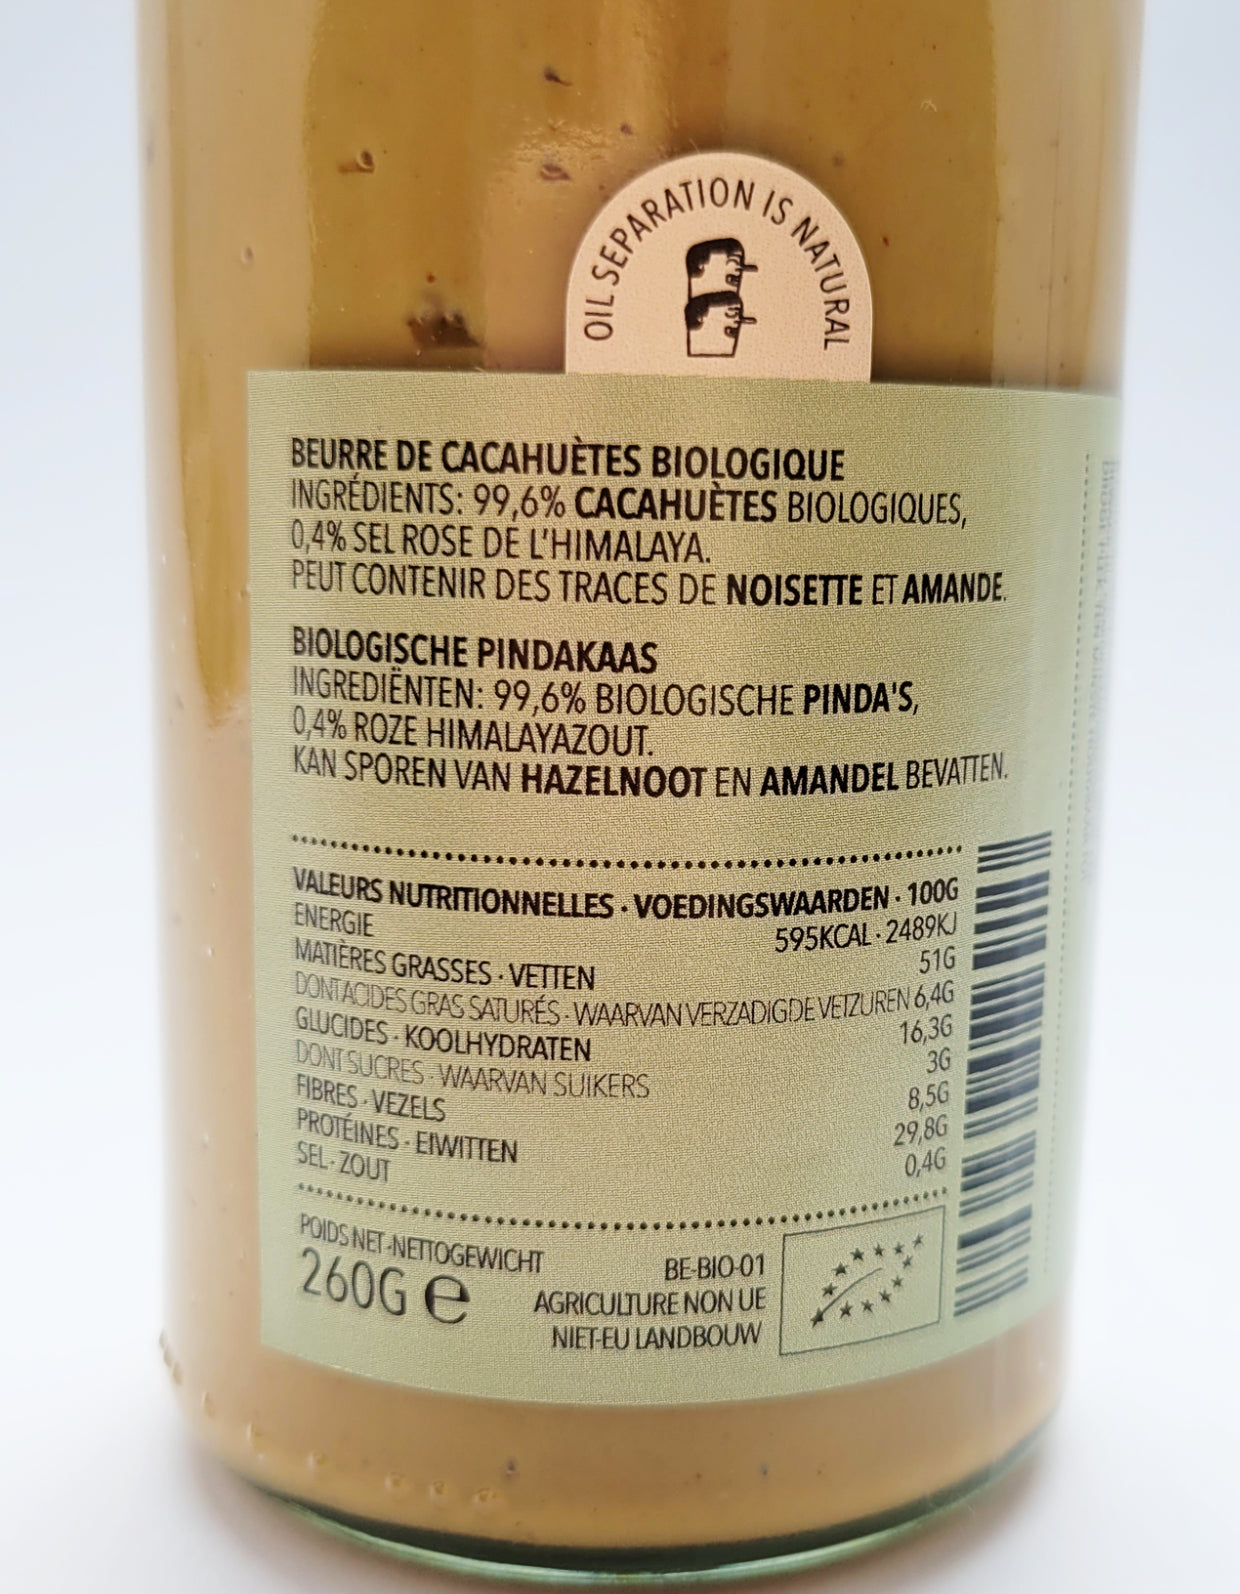 OIL SEPARATION IS NATURAL
BEURRE DE CACAHUÈTES BIOLOGIQUE
INGRÉDIENTS: 99,6% CACAHUÈTES BIOLOGIQUES,
0,4% SEL ROSE DE L'HIMALAYA.
PEUT CONTENIR DES TRACES DE NOISETTE ET AMANDE.
BIOLOGISCHE PINDAKAAS
INGREDIËNTEN: 99,6% BIOLOGISCHE PINDA'S,
0,4% ROZE HIMALAYAZOUT.
KAN SPOREN VAN HAZELNOOT EN AMANDEL BEVATTEN.
VALEURS NUTRITIONNELLES · VOEDINGSWAARDEN · 100G
ENERGIE 595KCAL · 2489KJ
MATIÈRES GRASSES · VETTEN 51G
DONT ACIDES GRAS SATURÉS · WAARVAN VERZADIGDE VETZUREN 6,4G
GLUCIDES · KOOLHYDRATEN 16,3G
DONT SUCRES · WAARVAN SUIKERS 3G
FIBRES · VEZELS 8,5G
PROTÉINES · EIWITTEN 29,8G
SEL · ZOUT 0,4G
POIDS NET · NETTOGEWICHT
260G e
BE-BIO-01
AGRICULTURE NON UE
NIET-EU LANDBOUW